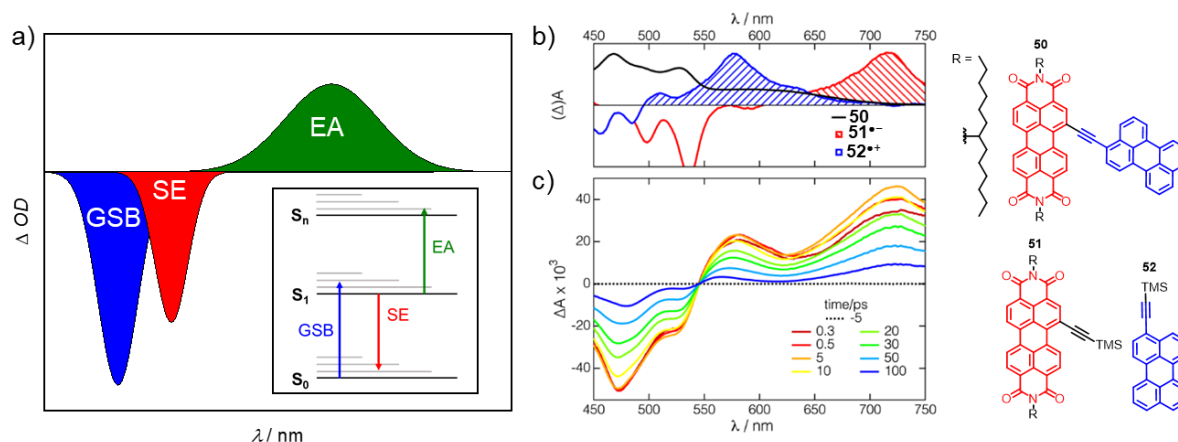 a)
Δ OD
λ / nm
EA
SE
GSB
Sₙ
S₁
S₀
EA
SE
GSB
b)
λ / nm
450 500 550 600 650 700 750
(Δ)A
50
51•−
52•+
c)
ΔA x 10³
40
20
0
-20
-40
time/ps
-5
0.3 20
0.5 30
5 50
10 100
450 500 550 600 650 700 750
λ / nm
50
R =
R
O N O
O N O
R
51
R
O N O
TMS
O N O
R
52
TMS